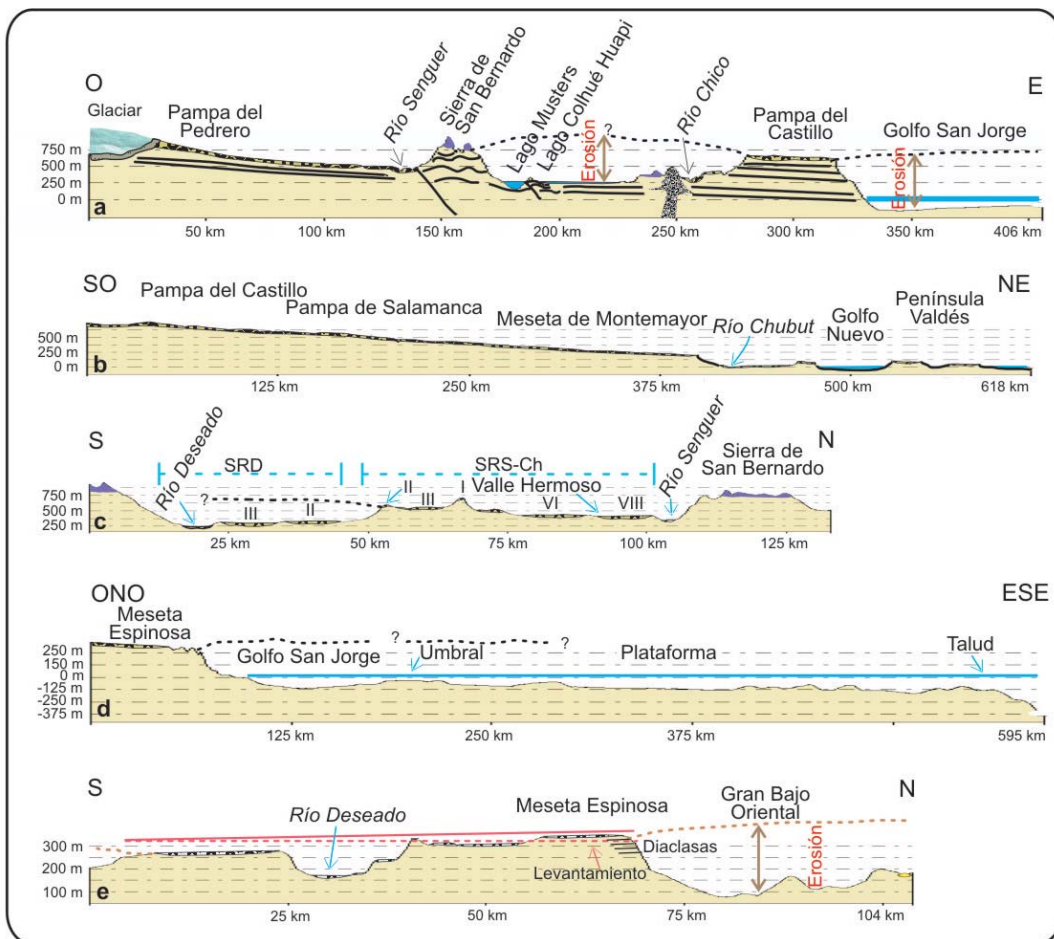 O
E
Glaciar
Pampa del
Pedrero
Río Senguer
Sierra de
San Bernardo
Lago Musters
Lago Colhué Huapi
Erosión
?
Río Chico
Pampa del
Castillo
Golfo San Jorge
Erosión
750 m
500 m
250 m
0 m
a
50 km
100 km
150 km
200 km
250 km
300 km
350 km
406 km
SO
NE
Pampa del Castillo
Pampa de Salamanca
Meseta de Montemayor
Río Chubut
Golfo
Nuevo
Península
Valdés
500 m
250 m
0 m
b
125 km
250 km
375 km
500 km
618 km
S
N
Río Deseado
SRD
SRS-Ch
Río Senguer
Sierra de
San Bernardo
?
II
III
I
Valle Hermoso
III
II
VI
VIII
750 m
500 m
250 m
c
25 km
50 km
75 km
100 km
125 km
ONO
ESE
Meseta
Espinosa
?
?
Golfo San Jorge
Umbral
Plataforma
Talud
250 m
125 m
0 m
-125 m
-250 m
-375 m
d
125 km
250 km
375 km
595 km
S
N
Río Deseado
Meseta Espinosa
Gran Bajo
Oriental
Diaclasas
Levantamiento
Erosión
300 m
200 m
100 m
e
25 km
50 km
75 km
104 km